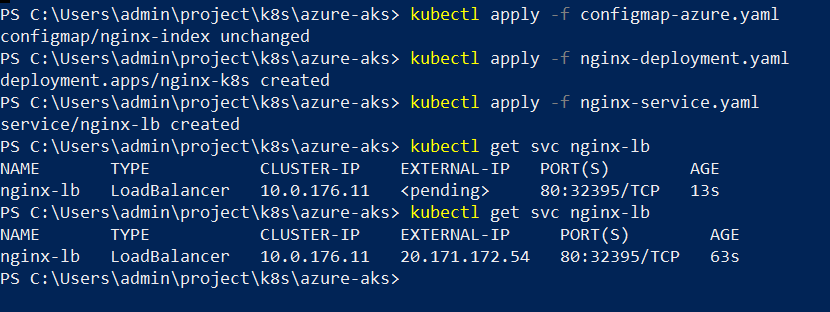 PS C:\Users\admin\project\k8s\azure-aks> kubectl apply -f configmap-azure.yaml
configmap/nginx-index unchanged
PS C:\Users\admin\project\k8s\azure-aks> kubectl apply -f nginx-deployment.yaml
deployment.apps/nginx-k8s created
PS C:\Users\admin\project\k8s\azure-aks> kubectl apply -f nginx-service.yaml
service/nginx-lb created
PS C:\Users\admin\project\k8s\azure-aks> kubectl get svc nginx-lb
NAME       TYPE           CLUSTER-IP    EXTERNAL-IP   PORT(S)        AGE
nginx-lb   LoadBalancer   10.0.176.11   <pending>     80:32395/TCP   13s
PS C:\Users\admin\project\k8s\azure-aks> kubectl get svc nginx-lb
NAME       TYPE           CLUSTER-IP    EXTERNAL-IP     PORT(S)        AGE
nginx-lb   LoadBalancer   10.0.176.11   20.171.172.54   80:32395/TCP   63s
PS C:\Users\admin\project\k8s\azure-aks>